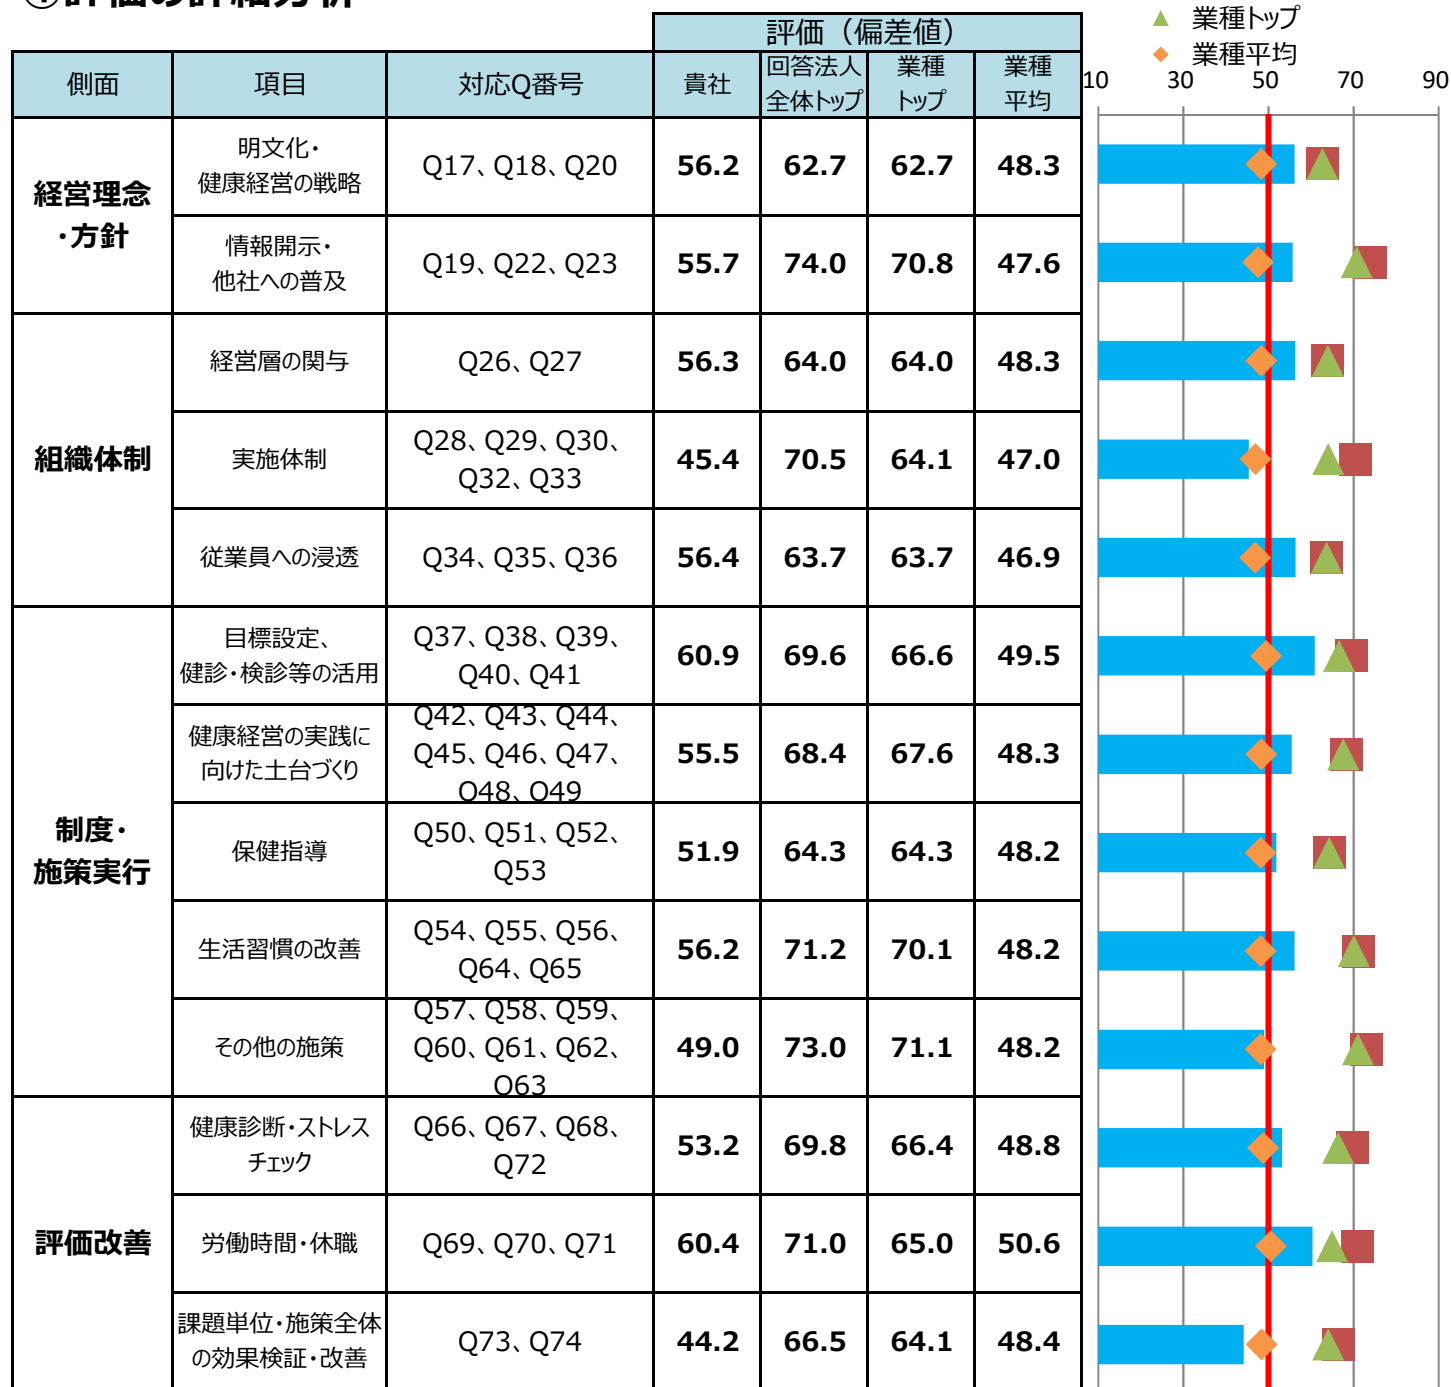 ①評価の詳細分析
▲ 業種トップ
◆ 業種平均
評価（偏差値）
側面 項目 対応Q番号 貴社 回答法人 業種 業種
全体トップ トップ 平均
10 30 50 70 90
経営理念
・方針
明文化・
健康経営の戦略
Q17、Q18、Q20 56.2 62.7 62.7 48.3
情報開示・
他社への普及
Q19、Q22、Q23 55.7 74.0 70.8 47.6
組織体制
経営層の関与 Q26、Q27 56.3 64.0 64.0 48.3
実施体制
Q28、Q29、Q30、
Q32、Q33
45.4 70.5 64.1 47.0
従業員への浸透 Q34、Q35、Q36 56.4 63.7 63.7 46.9
制度・
施策実行
目標設定、
健診・検診等の活用
Q37、Q38、Q39、
Q40、Q41
60.9 69.6 66.6 49.5
健康経営の実践に
向けた土台づくり
Q42、Q43、Q44、
Q45、Q46、Q47、
Q48、Q49
55.5 68.4 67.6 48.3
保健指導
Q50、Q51、Q52、
Q53
51.9 64.3 64.3 48.2
生活習慣の改善
Q54、Q55、Q56、
Q64、Q65
56.2 71.2 70.1 48.2
その他の施策
Q57、Q58、Q59、
Q60、Q61、Q62、
Q63
49.0 73.0 71.1 48.2
評価改善
健康診断・ストレス
チェック
Q66、Q67、Q68、
Q72
53.2 69.8 66.4 48.8
労働時間・休職 Q69、Q70、Q71 60.4 71.0 65.0 50.6
課題単位・施策全体
の効果検証・改善
Q73、Q74 44.2 66.5 64.1 48.4